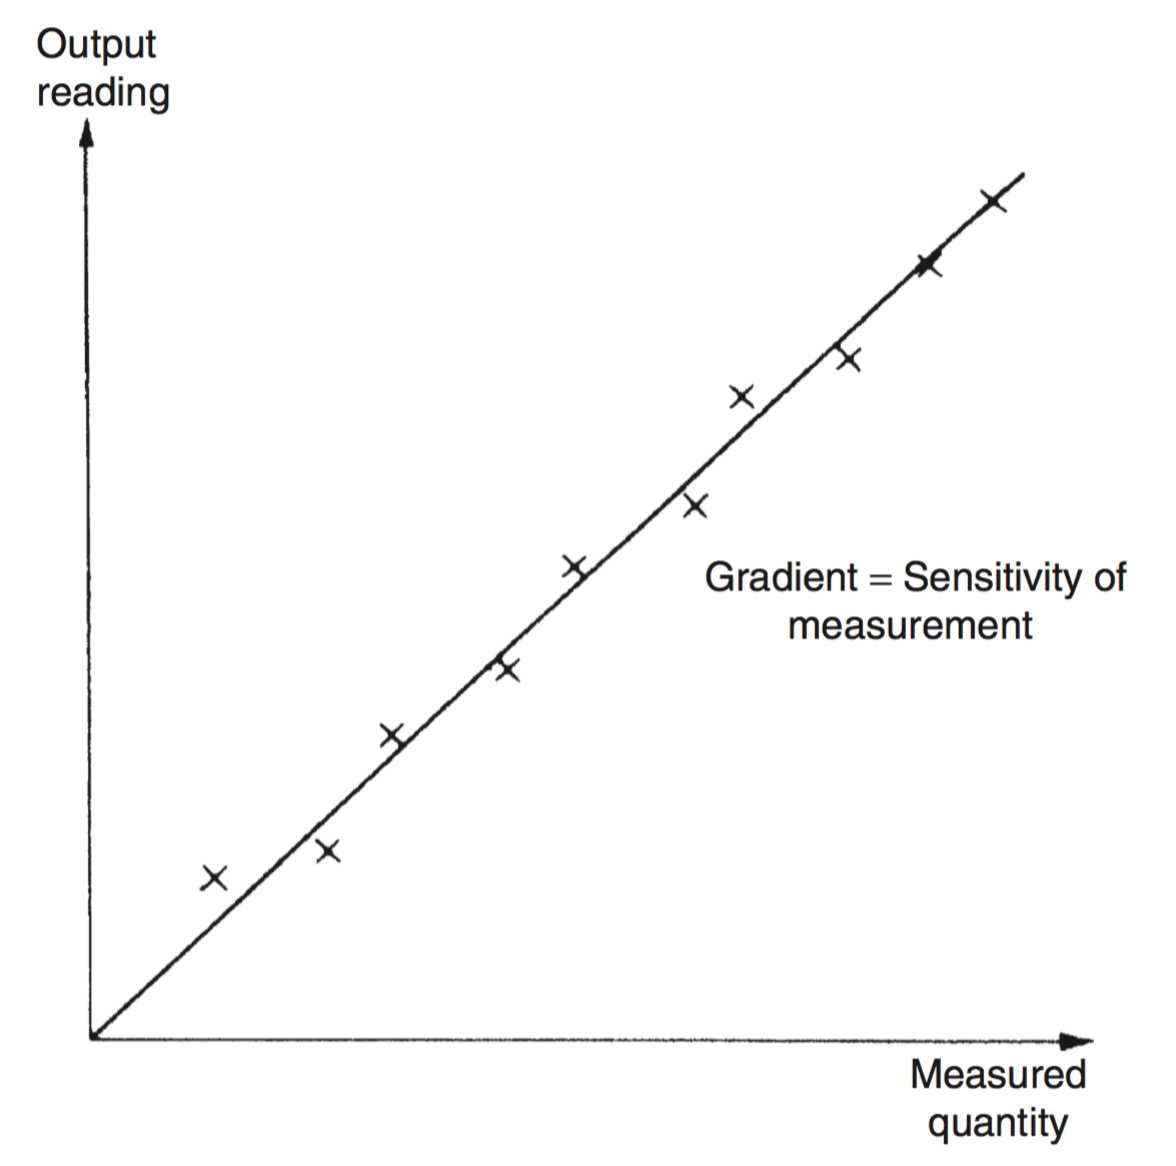 Output
reading
Gradient = Sensitivity of
measurement
Measured
quantity